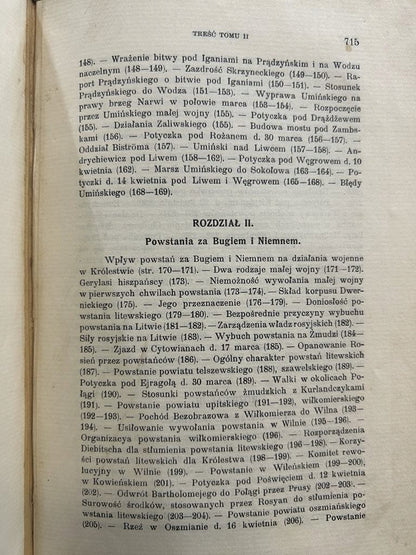 TREŚĆ TOMU II 715
148). — Wrażenie bitwy pod Iganiami na Prądzyńskim i na Wodzu
naczelnym (148—149). — Zazdrość Skrzyneckiego (149—150). — Ra-
port Prądzyńskiego o bitwie pod Iganiami (150—151). — Stosunek
Prądzyńskiego do Wodza (151—153). — Wyprawa Umińskiego na
prawy brzeg Narwi w połowie marca (153—154). — Rozpoczęcie
przez Umińskiego małej wojny (155). — Potyczka pod Drążdżewem
(155). — Działania Zaliwskiego (155). — Budowa mostu pod Zambs-
kami (156). — Potyczka pod Rożanem d. 30 marca (156—157). —
Oddział Biströma (157). — Umiński nad Liwcem (157—158). — An-
drychiewicz pod Liwem (158—162). — Potyczka pod Węgrowem d. 10
kwietnia (162). — Marsz Umińskiego do Sokołowa (163—164). — Po-
tyczki d. 14 kwietnia pod Liwem i Węgrowem (165—168). — Błędy
Umińskiego (168—169).
ROZDZIAŁ II.
Powstania za Bugiem i Niemnem.
Wpływ powstań za Bugiem i Niemnem na działania wojenne
w Królestwie (str. 170—171). — Dwa rodzaje małej wojny (171—172).
Gerylasi hiszpańscy (173). — Niemożność wywołania małej wojny
w pierwszych chwilach powstania (173—174). — Skład korpusu Dwer-
nickiego (175). — Jego przeznaczenie (176—179). — Doniosłość po-
wstania litewskiego (179—180). — Bezpośrednie przyczyny wybuchu
powstania na Litwie (181—182). — Zarządzenia władz rosyjskich (182).
Siły rosyjskie na Litwie (183). — Wybuch powstania na Żmudzi (184—
185). — Zjazd w Cytowianach d. 17 marca (185). — Opanowanie Ro-
sień przez powstańców (186). — Ogólny charakter powstań litewskich
(187). — Powstanie powiatu telszewskiego (188), szawelskiego (189). —
Potyczka pod Ejragołą d. 30 marca (189). — Walki w okolicach Po-
łągi (190). — Stosunki powstańców żmudzkich z Kurlandczykami
(191). — Powstanie powiatu upitskiego (191—192), wiłkomierskiego
(192—193). — Pochód Bezobrazowa z Wiłkomierza do Wilna (193—
194). — Usiłowanie wywołania powstania w Wilnie (195—196). —
Organizacya powstania wiłkomierskiego (196). — Rozporządzenia
Diebitscha dla stłumienia powstania litewskiego (196—198). — Korzy-
ści powstań litewskich dla Królestwa (198—199). — Komitet rewo-
lucyjny w Wilnie (199). — Powstanie w Wileńskiem (199—200),
w Kowieńskiem (201). — Potyczka pod Poświęciem d. 12 kwietnia
(202). — Odwrót Bartholomejego do Połągi przez Prusy (202—203). —
Surowość środków, stosowanych przez Rosyan do stłumienia po-
wstania litewskiego (203—204). — Powstanie powiatu oszmiańskiego
(205). — Rzeź w Oszmianie d. 16 kwietnia (206). — Powstanie